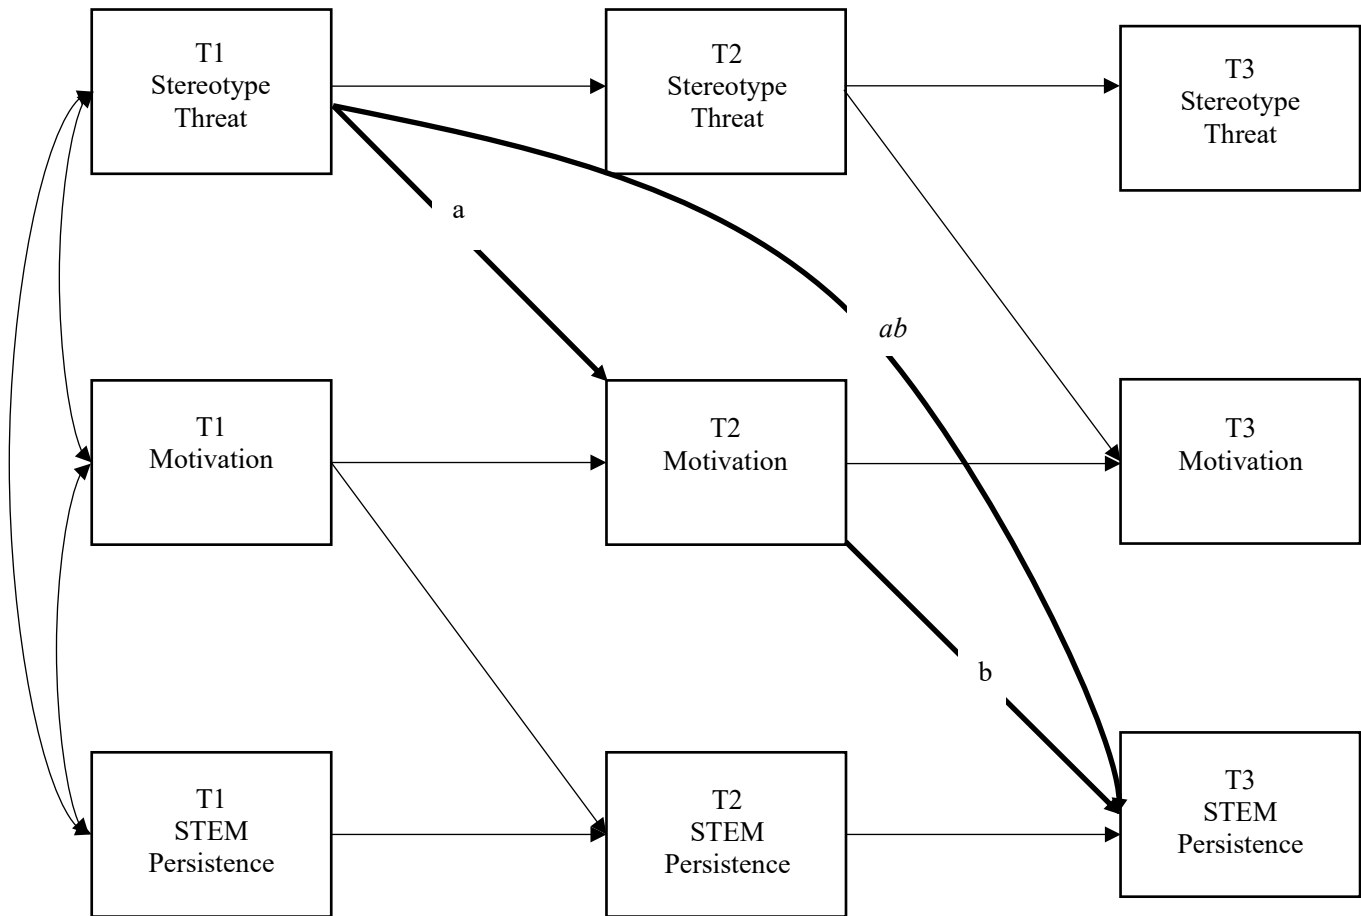 T1
Stereotype
Threat
T2
Stereotype
Threat
T3
Stereotype
Threat
a
ab
T1
Motivation
T2
Motivation
T3
Motivation
b
T1
STEM
Persistence
T2
STEM
Persistence
T3
STEM
Persistence